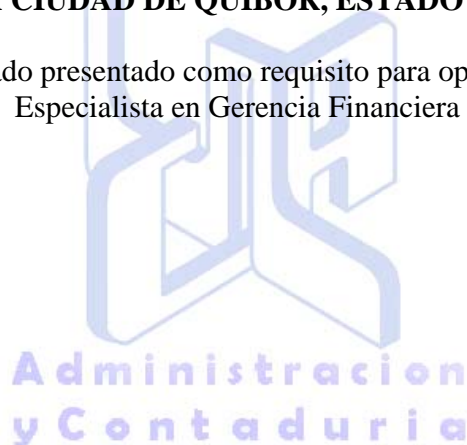 CIUDAD DE QUIBOR, ESTADO
ado presentado como requisito para op
Especialista en Gerencia Financiera
Administracion
y Contaduria